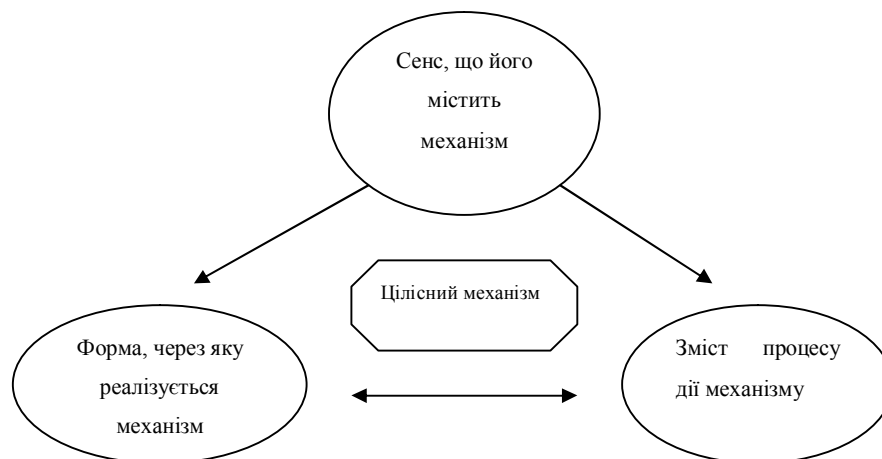 Сенс, що його
містить
механізм
Цілісний механізм
Форма, через яку
реалізується
механізм
Зміст процесу
дії механізму